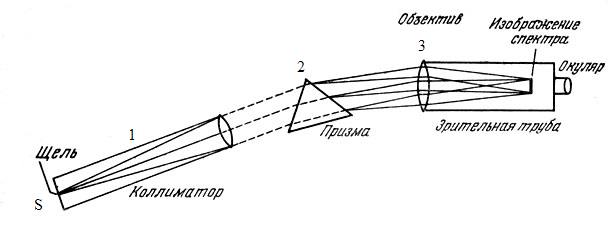 Объектив
Изображение
спектра
3
Окуляр
2
1
Призма
Зрительная труба
Щель
Коллиматор
S